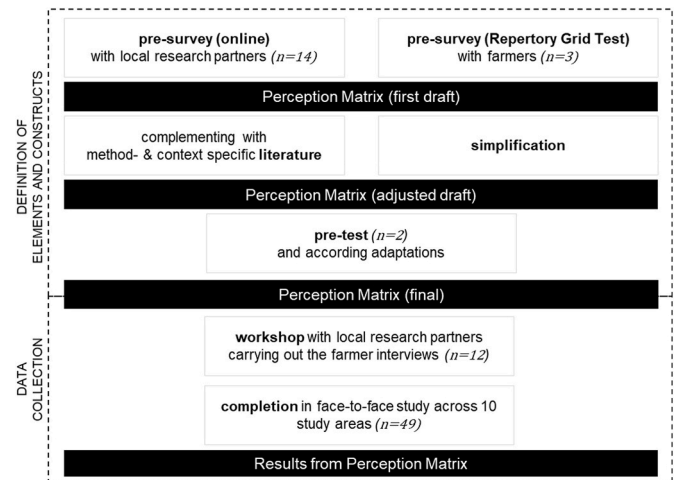 DEFINITION OF
ELEMENTS AND CONSTRUCTS
pre-survey (online)
with local research partners (n=14)
pre-survey (Repertory Grid Test)
with farmers (n=3)
Perception Matrix (first draft)
complementing with
method- & context specific literature
simplification
Perception Matrix (adjusted draft)
pre-test (n=2)
and according adaptations
Perception Matrix (final)
DATA
COLLECTION
workshop with local research partners
carrying out the farmer interviews (n=12)
completion in face-to-face study across 10
study areas (n=49)
Results from Perception Matrix